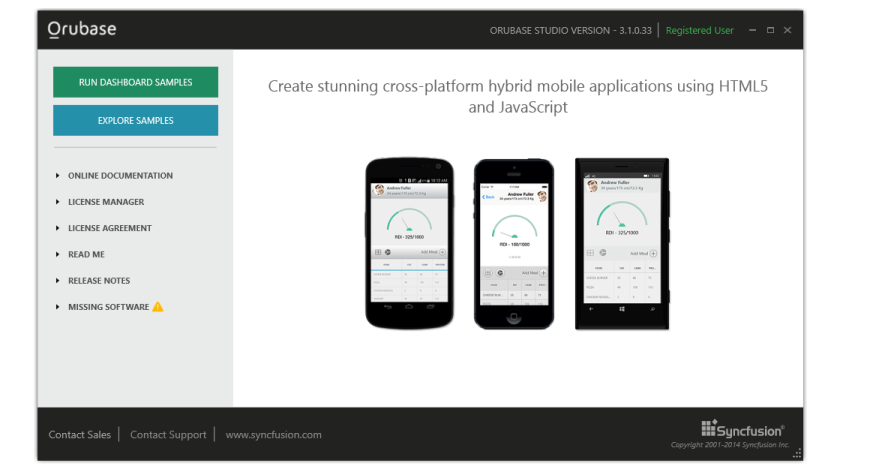 Orubase
ORUBASE STUDIO VERSION - 3.1.0.33 | Registered User
RUN DASHBOARD SAMPLES
EXPLORE SAMPLES
ONLINE DOCUMENTATION
LICENSE MANAGER
LICENSE AGREEMENT
READ ME
RELEASE NOTES
MISSING SOFTWARE
Create stunning cross-platform hybrid mobile applications using HTML5
and JavaScript
Andrew Fuller
RDI - 325/1000
Add Meal
Back
Andrew Fuller
RDI - 188/1000
Add Meal
Andrew Fuller
RDI - 325/1000
Add Meal
Contact Sales | Contact Support | www.syncfusion.com
Syncfusion®
Copyright 2001-2014 Syncfusion Inc.